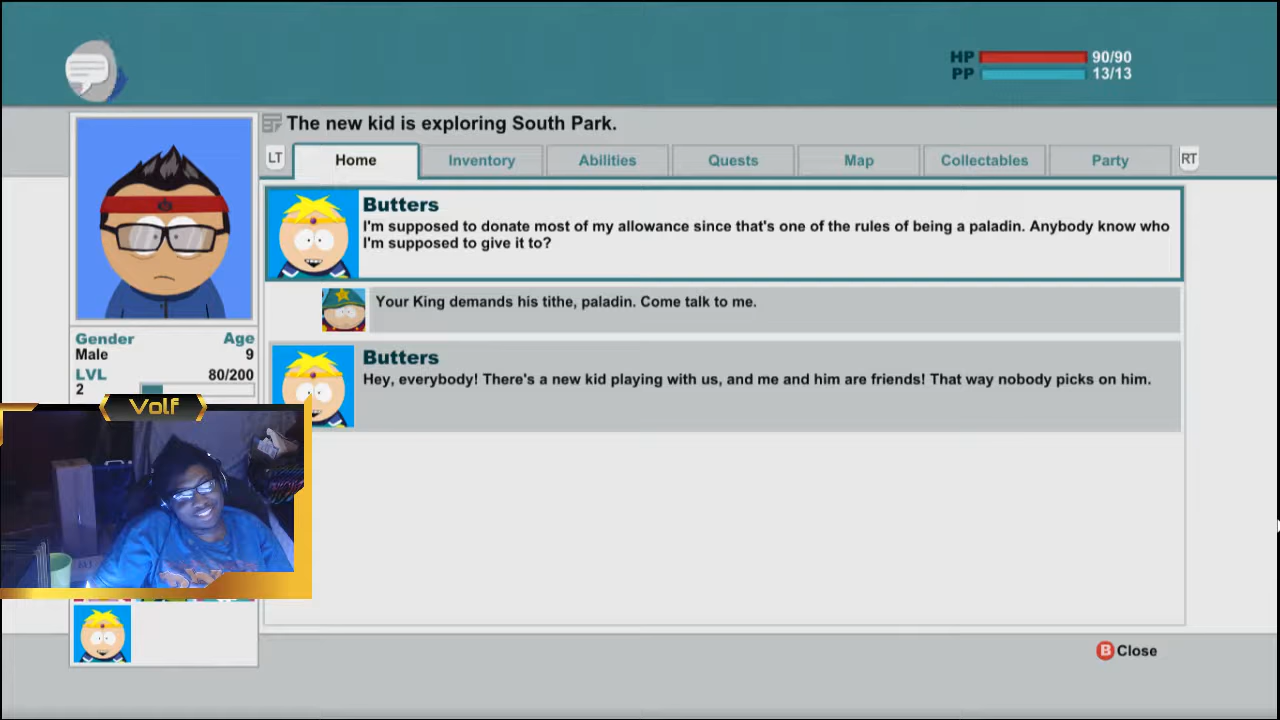 HP 90/90
PP 13/13
The new kid is exploring South Park.
LT Home Inventory Abilities Quests Map Collectables Party RT
Butters
I'm supposed to donate most of my allowance since that's one of the rules of being a paladin. Anybody know who
I'm supposed to give it to?
Your King demands his tithe, paladin. Come talk to me.
Butters
Hey, everybody! There's a new kid playing with us, and me and him are friends! That way nobody picks on him.
Gender Age
Male 9
LVL 80/200
2
Volf
B Close